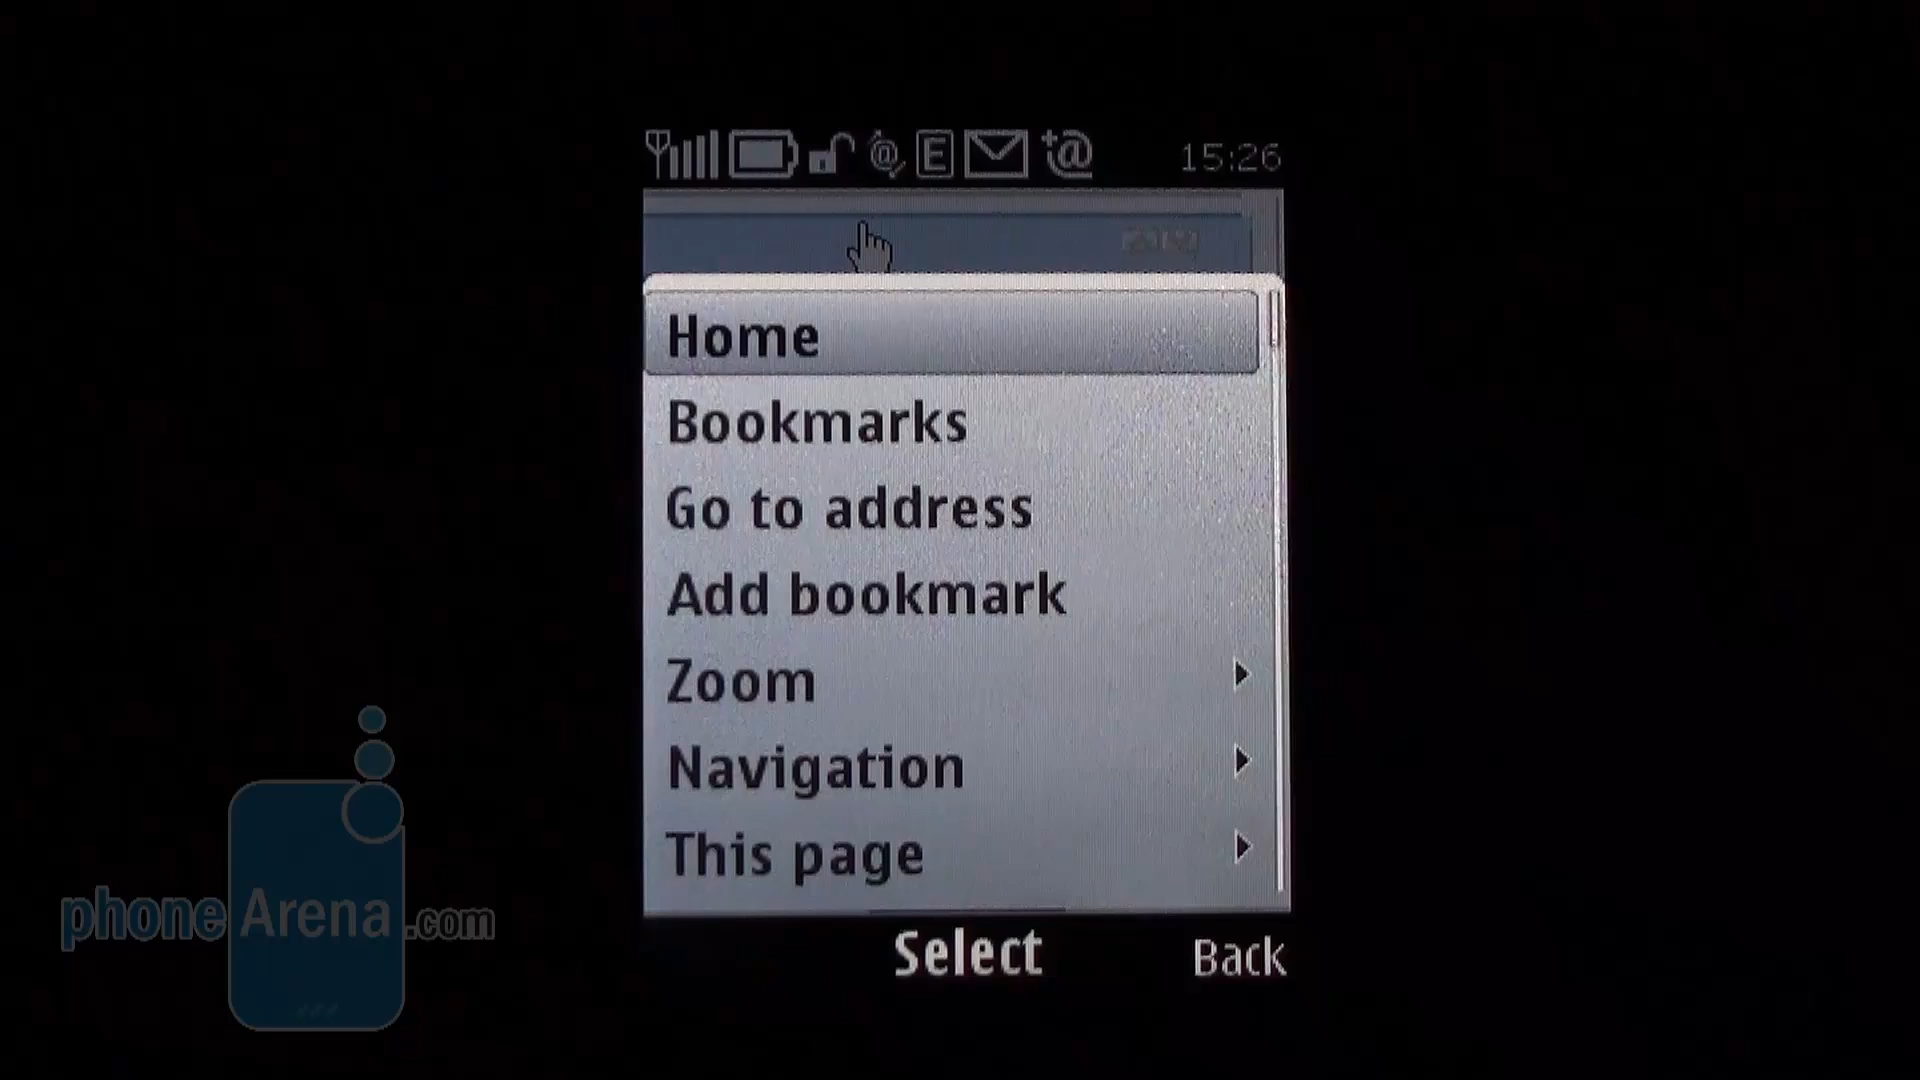 E @ 15:26
Home
Bookmarks
Go to address
Add bookmark
Zoom
Navigation
This page
Select Back
phoneArena.com